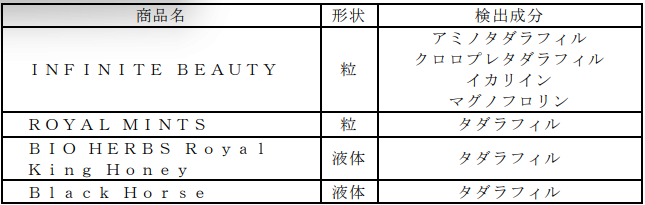 商品名 形状 検出成分
アミノタダラフィル
クロロプレタダラフィル
ＩＮＦＩＮＩＴＥ ＢＥＡＵＴＹ 粒
イカリイン
マグノフロリン
ＲＯＹＡＬ ＭＩＮＴＳ 粒 タダラフィル
ＢＩＯ ＨＥＲＢＳ Ｒｏｙａｌ
Ｋｉｎｇ Ｈｏｎｅｙ 液体 タダラフィル
Ｂｌａｃｋ Ｈｏｒｓｅ 液体 タダラフィル